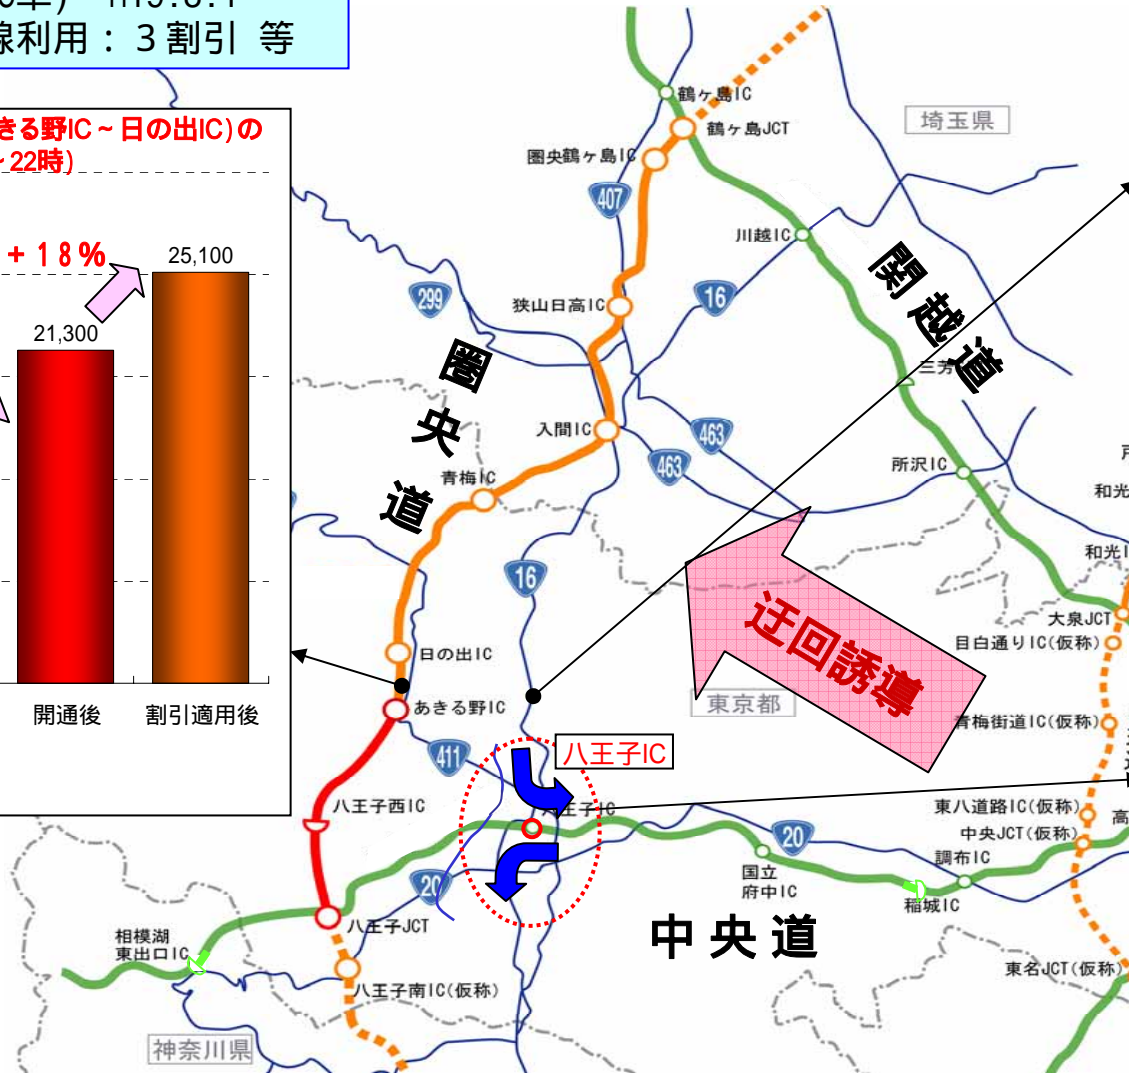 線利用：３割引 等
きる野IC～日の出IC)の
～22時)
+１８%
25,100
21,300
開通後
割引適用後
鶴ヶ島IC
鶴ヶ島JCT
圏央鶴ヶ島IC
埼玉県
407
川越IC
299
狭山日高IC
16
関越道
圏央道
三芳
入間IC
463
463
所沢IC
青梅IC
和光
和光I
16
迂回誘導
大泉JCT
目白通りIC(仮称)
日の出IC
あきる野IC
東京都
青梅街道IC(仮称)
411
八王子IC
八王子西IC
八王子IC
東八道路IC(仮称)
高
中央JCT(仮称)
20
調布IC
国立
府中IC
稲城IC
20
八王子JCT
中央道
相模湖
東出口IC
東名JCT(仮称)
八王子南IC(仮称)
神奈川県